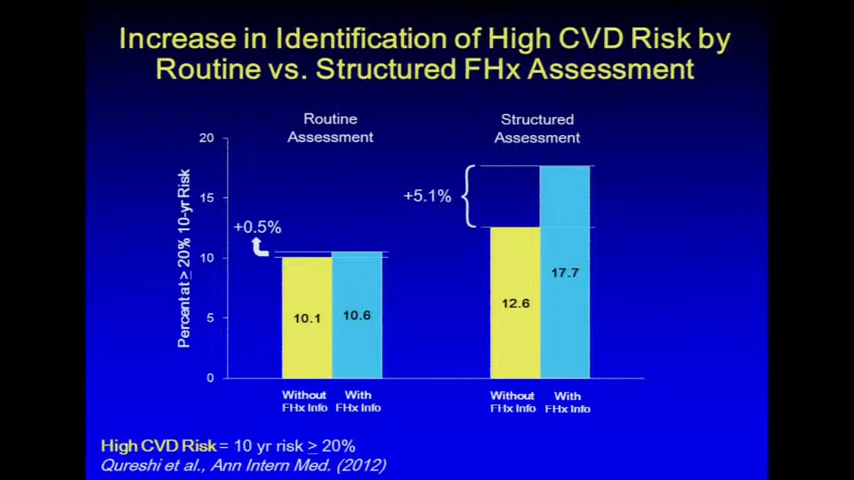 Increase in Identification of High CVD Risk by
Routine vs. Structured FHx Assessment
Routine
Assessment
Structured
Assessment
Percent at ≥ 20% 10-yr Risk
20
15
10
5
0
+0.5%
+5.1%
10.1
10.6
12.6
17.7
Without
FHx Info
With
FHx Info
Without
FHx Info
With
FHx Info
High CVD Risk = 10 yr risk ≥ 20%
Qureshi et al., Ann Intern Med. (2012)